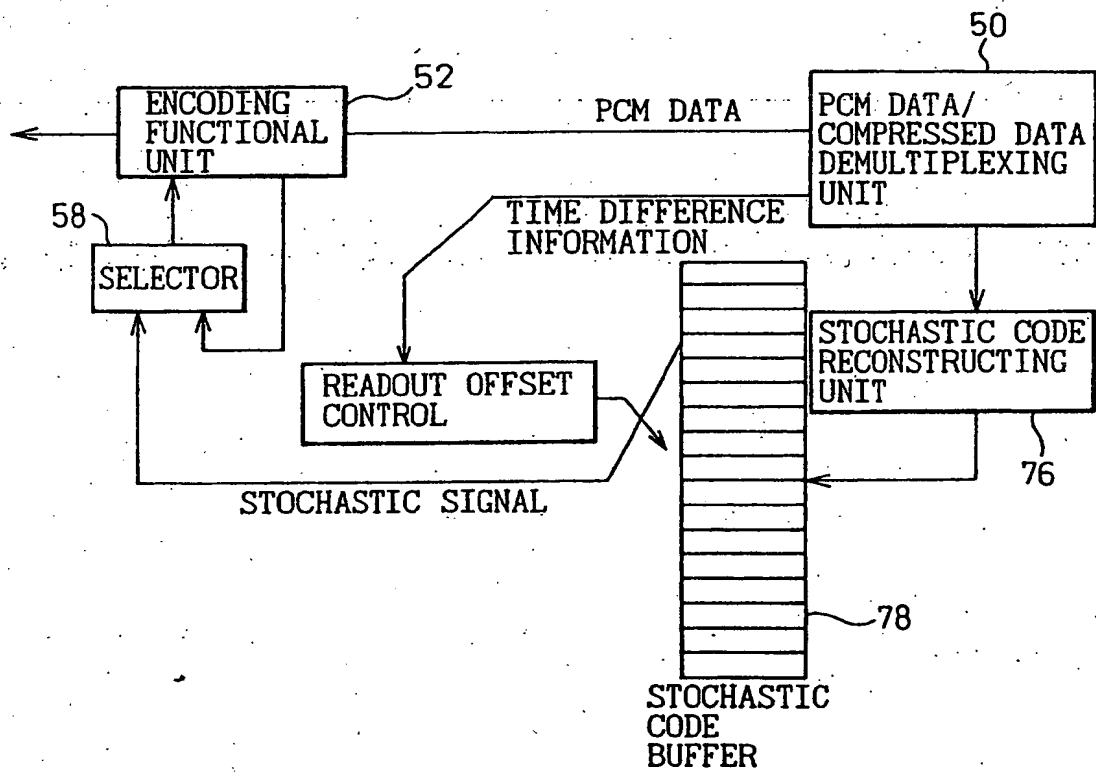 50
52
ENCODING
FUNCTIONAL
UNIT
PCM DATA
PCM DATA/
COMPRESSED DATA
DEMULTIPLEXING
UNIT
58
TIME DIFFERENCE
INFORMATION
SELECTOR
STOCHASTIC CODE
RECONSTRUCTING
UNIT
READOUT OFFSET
CONTROL
76
STOCHASTIC SIGNAL
78
STOCHASTIC
CODE
BUFFER